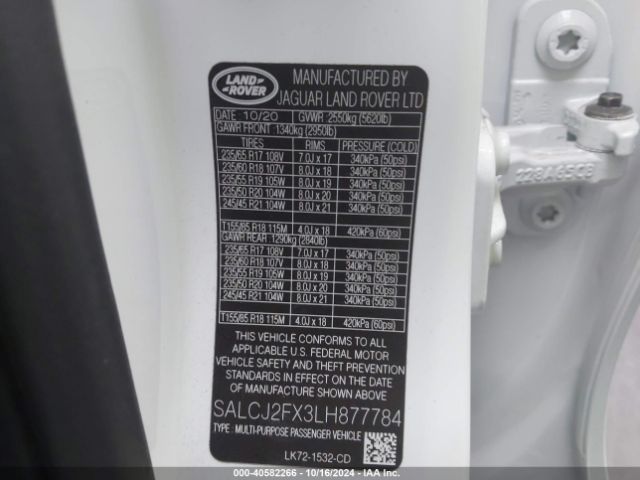 LAND
ROVER
MANUFACTURED BY
JAGUAR LAND ROVER LTD
DATE 10/20 GVWR :2550kg (5620lb)
GAWR FRONT :1340kg (2950lb)
TIRES RIMS PRESSURE (COLD)
235/65 R17 108V 7.0J x 17 340kPa (50psi)
235/60 R18 107V 8.0J x 18 340kPa (50psi)
235/55 R19 105W 8.0J x 19 340kPa (50psi)
235/50 R20 104W 8.0J x 20 340kPa (50psi)
245/45 R21 104W 8.0J x 21 340kPa (50psi)
T155/85 R18 115M 4.0J x 18 420kPa (60psi)
GAWR REAR :1290kg (2840lb)
235/65 R17 108V 7.0J x 17 340kPa (50psi)
235/60 R18 107V 8.0J x 18 340kPa (50psi)
235/55 R19 105W 8.0J x 19 340kPa (50psi)
235/50 R20 104W 8.0J x 20 340kPa (50psi)
245/45 R21 104W 8.0J x 21 340kPa (50psi)
T155/85 R18 115M 4.0J x 18 420kPa (60psi)
THIS VEHICLE CONFORMS TO ALL
APPLICABLE U.S. FEDERAL MOTOR
VEHICLE SAFETY AND THEFT PREVENTION
STANDARDS IN EFFECT ON THE DATE
OF MANUFACTURE SHOWN ABOVE
SALCJ2FX3LH877784
TYPE: MULTI-PURPOSE PASSENGER VEHICLE
LK72-1532-CD
228A65CB
000-40582266 - 10/16/2024 - IAA Inc.